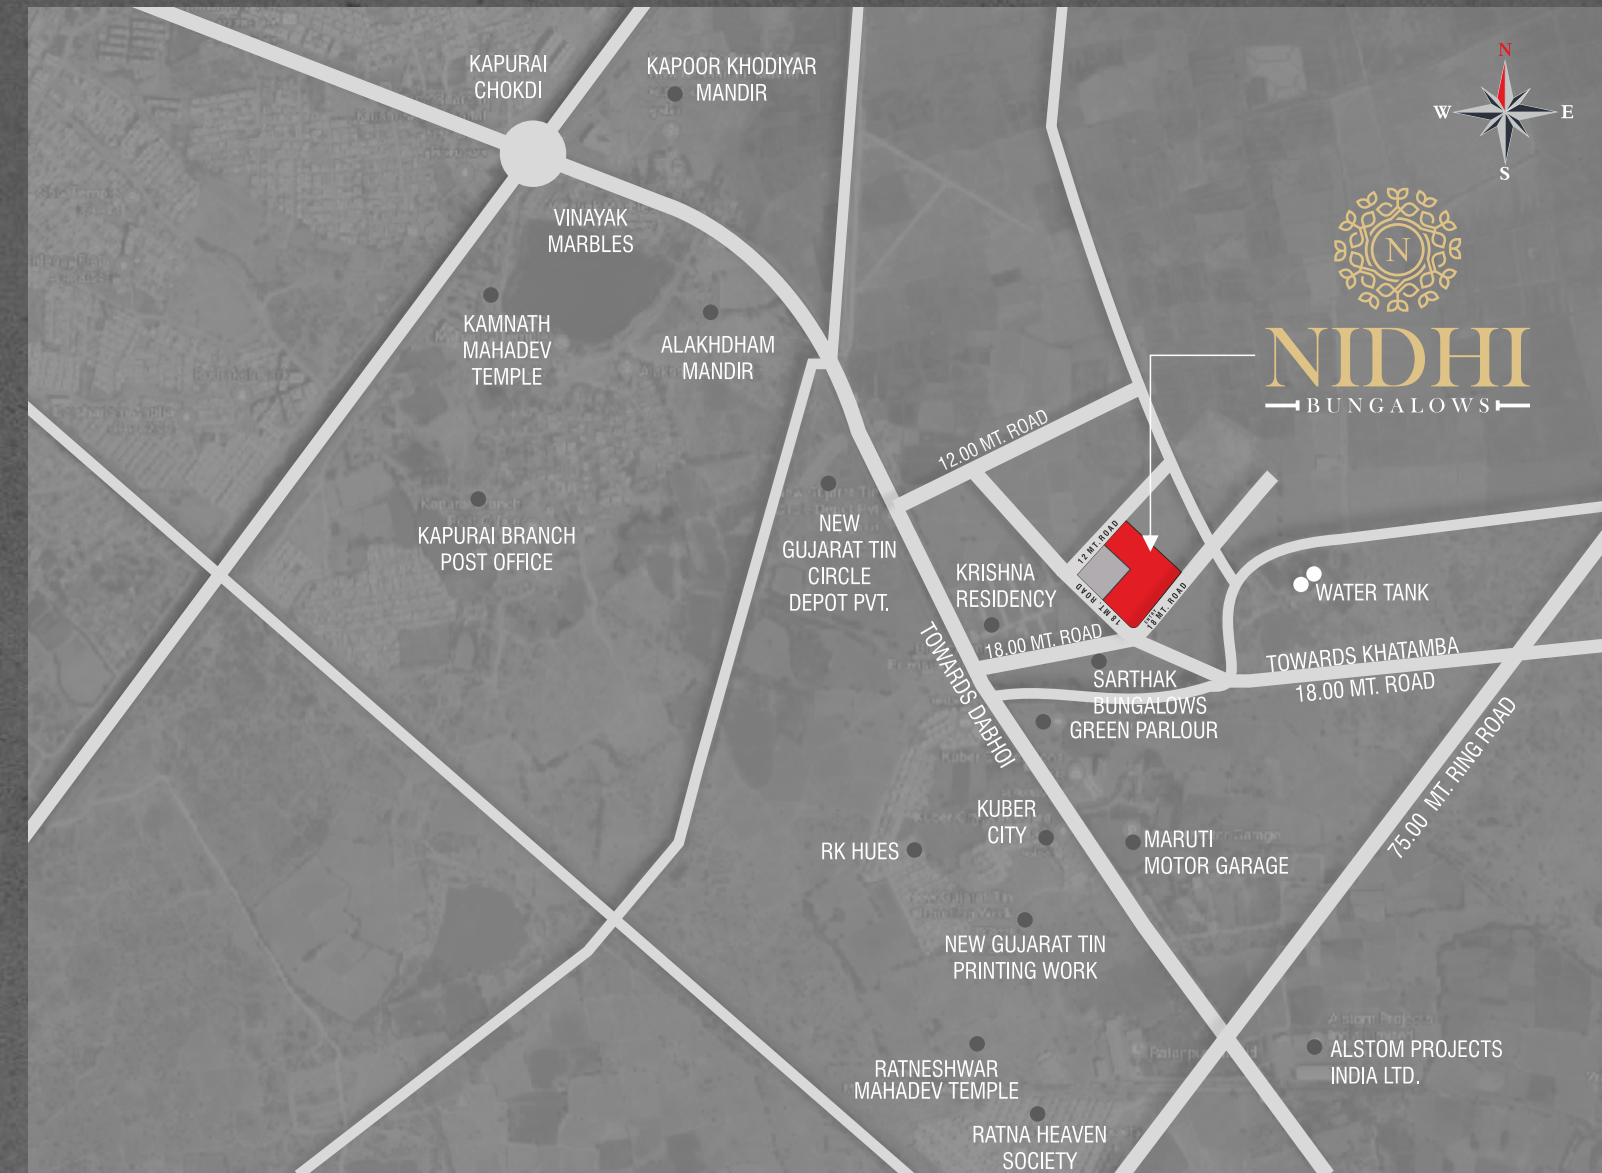 KAPURAI
CHOKDI
KAPOOR KHODIYAR
MANDIR
N
W
E
S
VINAYAK
MARBLES
N
NIDHI
BUNGALOWS
KAMNATH
MAHADEV
TEMPLE
ALAKHDHAM
MANDIR
12.00 MT. ROAD
KAPURAI BRANCH
POST OFFICE
NEW
GUJARAT TIN
CIRCLE
DEPOT PVT.
12 MT. ROAD
18 MT. ROAD
ENTRY
18 MT. ROAD
KRISHNA
RESIDENCY
WATER TANK
18.00 MT. ROAD
TOWARDS DABHOI
TOWARDS KHATAMBA
18.00 MT. ROAD
SARTHAK
BUNGALOWS
GREEN PARLOUR
75.00 MT. RING ROAD
KUBER
CITY
RK HUES
MARUTI
MOTOR GARAGE
NEW GUJARAT TIN
PRINTING WORK
RATNESHWAR
MAHADEV TEMPLE
ALSTOM PROJECTS
INDIA LTD.
RATNA HEAVEN
SOCIETY